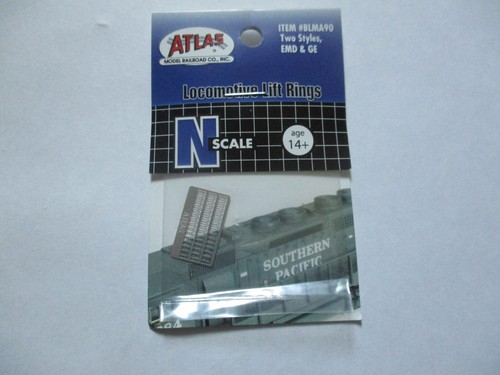 ATLAS
MODEL RAILROAD CO., INC.
ITEM #BLMA90
Two Styles,
EMD & GE
Locomotive Lift Rings
N SCALE
age
14+
SOUTHERN
PACIFIC